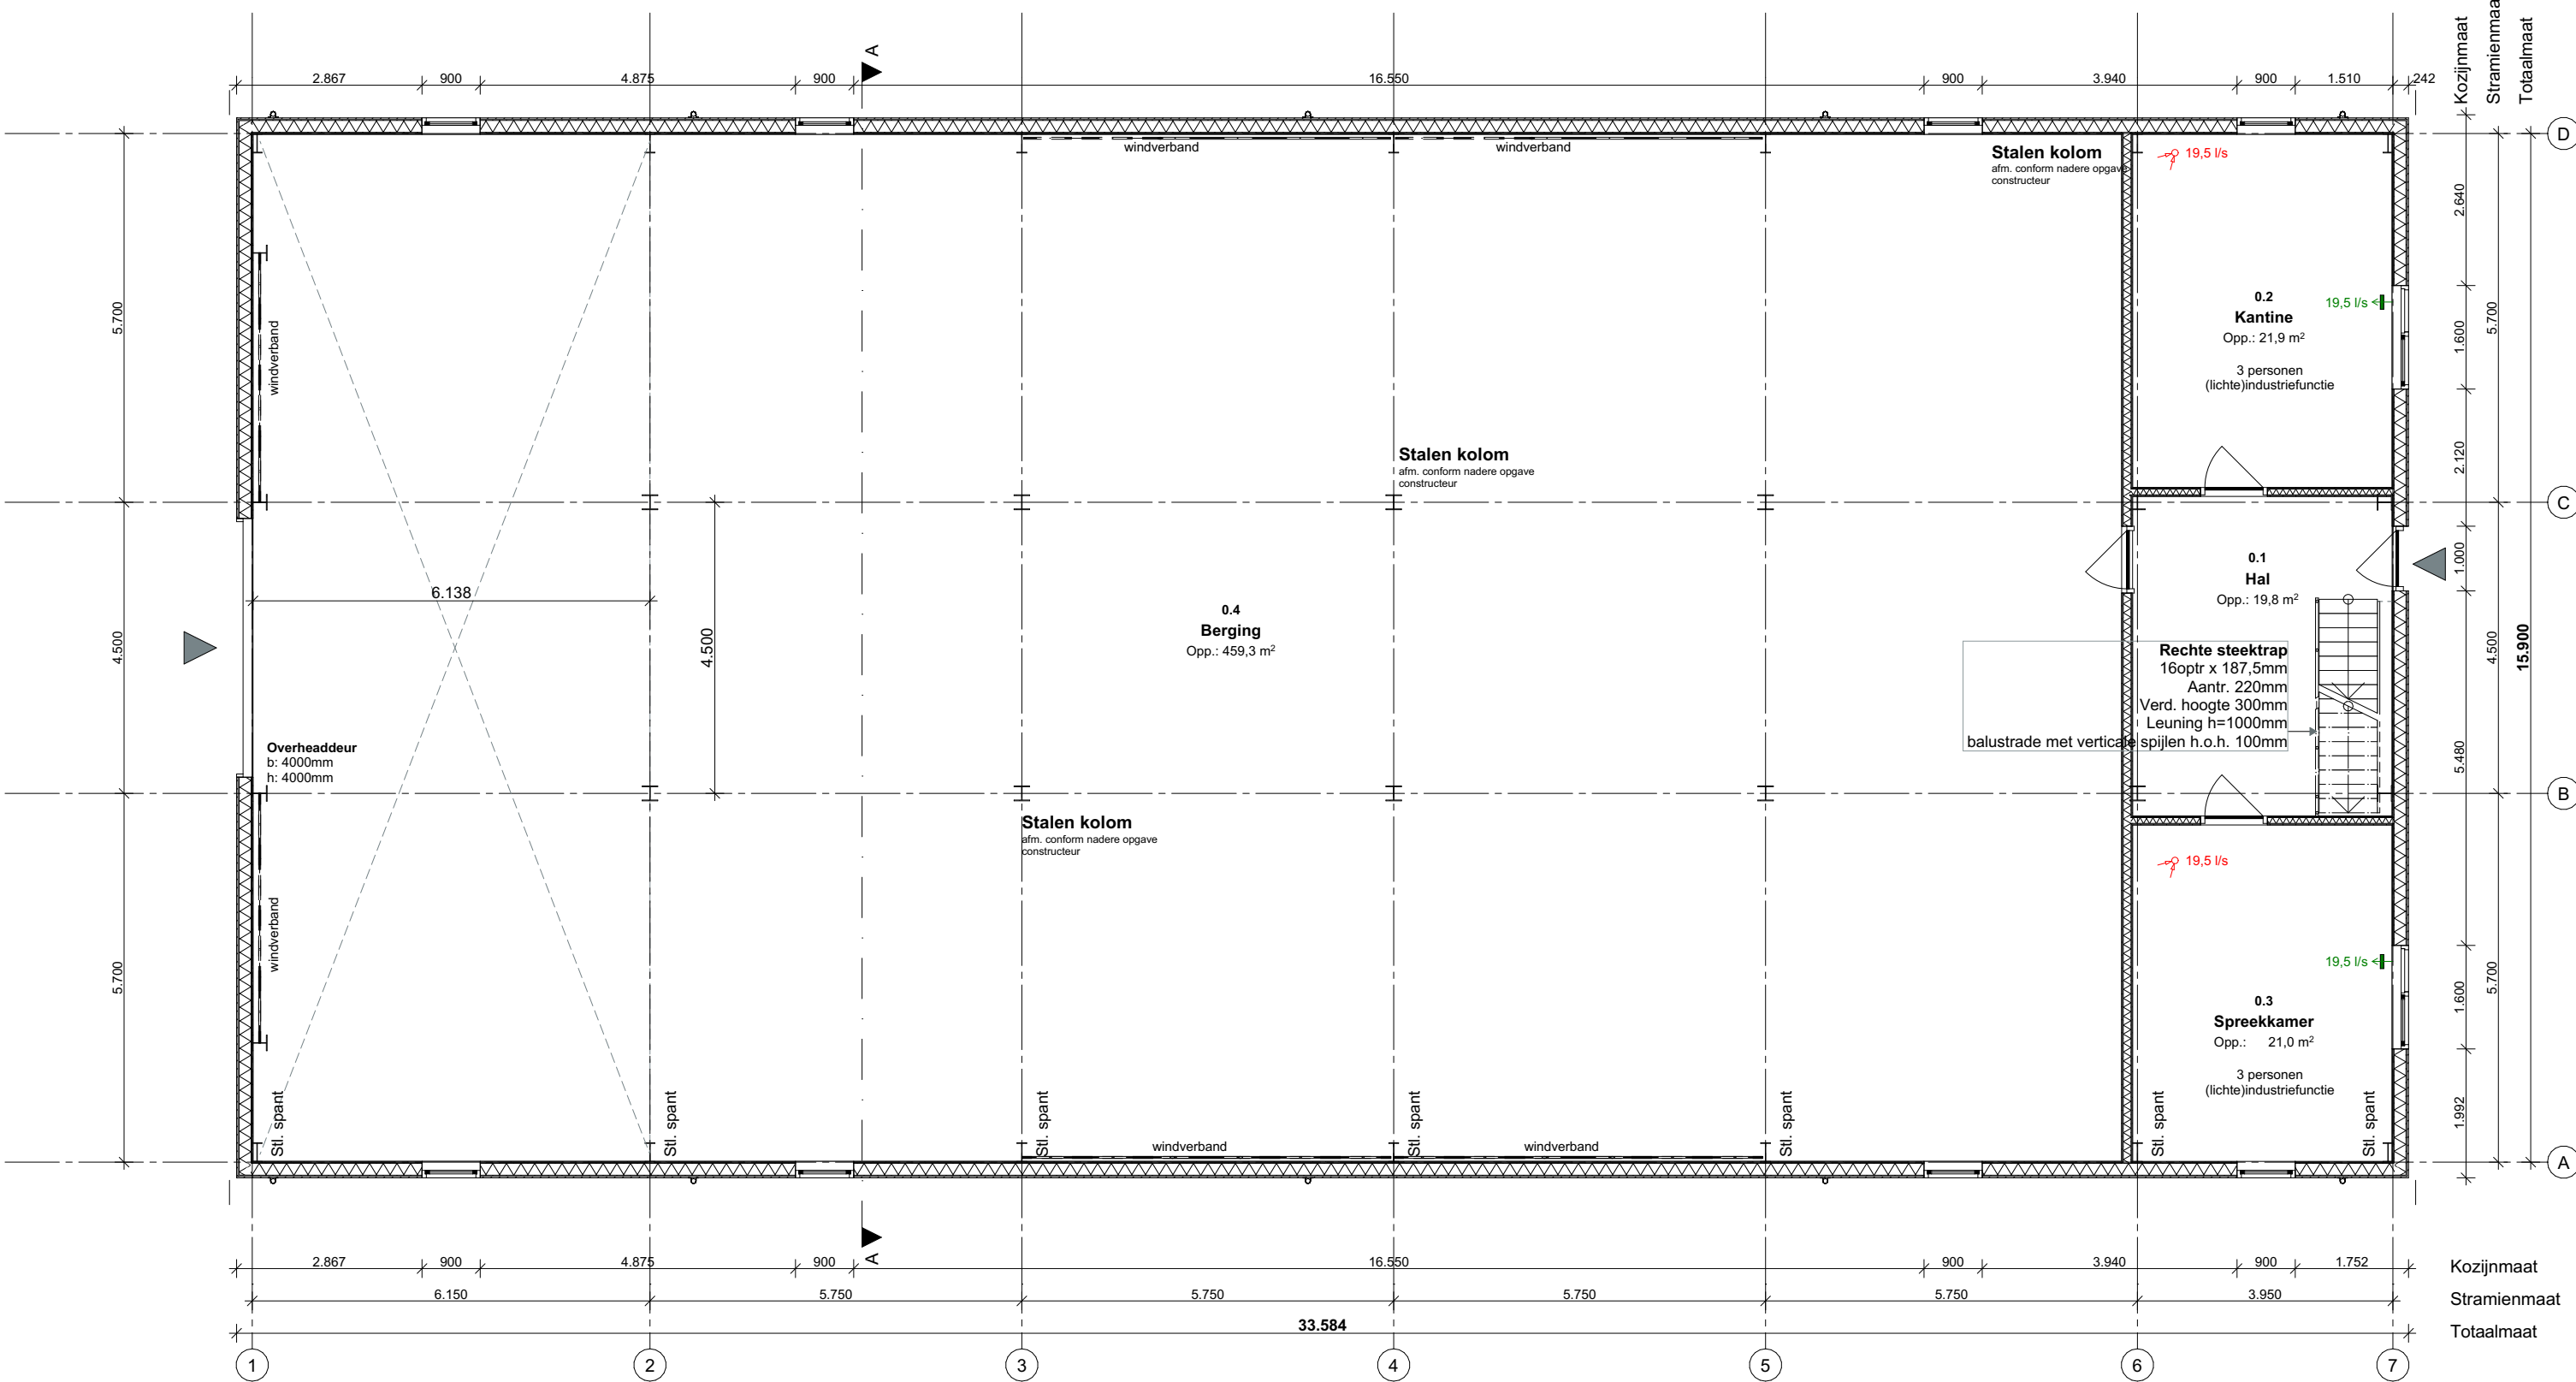 Kozijnmaat
Stramienmaat
Totaalmaat
A
2.867
900
4.875
900
16.550
900
3.940
900
1.510
242
D
windverband
windverband
Stalen kolom
afm. conform nadere opgave
constructeur
19,5 l/s
2.640
5.700
windverband
5.700
0.2
Kantine
Opp.: 21,9 m²
3 personen
(lichte)industriefunctie
19,5 l/s
1.600
Stalen kolom
afm. conform nadere opgave
constructeur
2.120
C
6.138
4.500
4.500
0.4
Berging
Opp.: 459,3 m²
0.1
Hal
Opp.: 19,8 m²
1.000
4.500
15.900
Rechte steektrap
16optr x 187,5mm
Aantr. 220mm
Verd. hoogte 300mm
Leuning h=1000mm
balustrade met verticale spijlen h.o.h. 100mm
5.480
Overheaddeur
b: 4000mm
h: 4000mm
B
Stalen kolom
afm. conform nadere opgave
constructeur
19,5 l/s
windverband
5.700
19,5 l/s
1.600
5.700
0.3
Spreekkamer
Opp.: 21,0 m²
3 personen
(lichte)industriefunctie
1.992
Stl. spant
Stl. spant
Stl. spant
Stl. spant
Stl. spant
Stl. spant
Stl. spant
windverband
windverband
A
A
2.867
900
4.875
900
16.550
900
3.940
900
1.752
Kozijnmaat
6.150
5.750
5.750
5.750
5.750
3.950
Stramienmaat
33.584
Totaalmaat
1
2
3
4
5
6
7